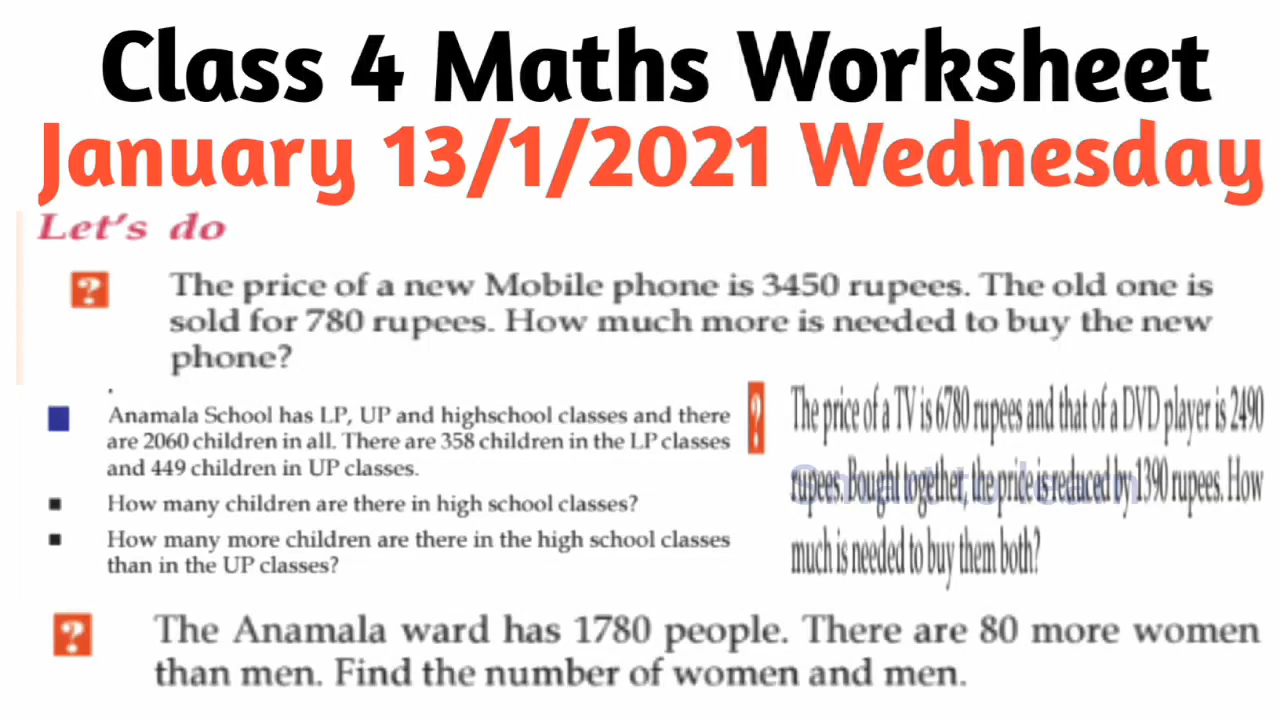 Class 4 Maths Worksheet
January 13/1/2021 Wednesday
Let's do
? The price of a new Mobile phone is 3450 rupees. The old one is
sold for 780 rupees. How much more is needed to buy the new
phone?
Anamala School has LP, UP and highschool classes and there
are 2060 children in all. There are 358 children in the LP classes
and 449 children in UP classes.
How many children are there in high school classes?
How many more children are there in the high school classes
than in the UP classes?
? The price of a TV is 6780 rupees and that of a DVD player is 2490
rupees. Bought together, the price is reduced by 1390 rupees. How
much is needed to buy them both?
? The Anamala ward has 1780 people. There are 80 more women
than men. Find the number of women and men.